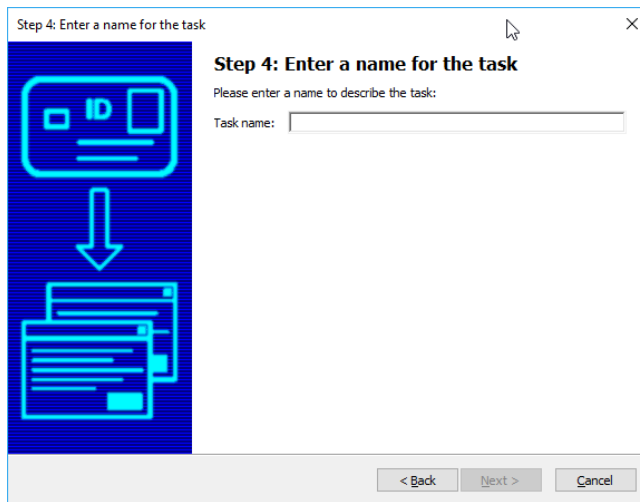 Step 4: Enter a name for the task
ID
Step 4: Enter a name for the task
Please enter a name to describe the task:
Task name:
< Back
Next >
Cancel